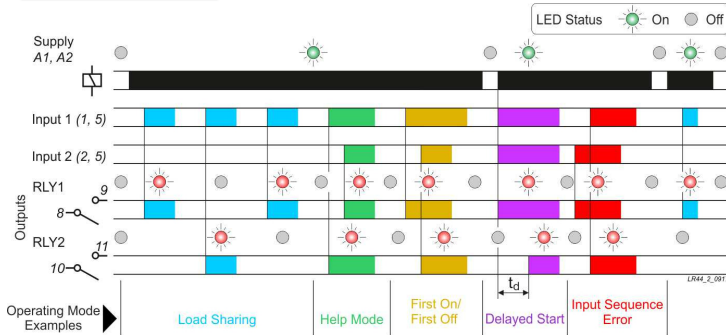 LED Status On Off
Supply
A1, A2
Input 1 (1, 5)
Input 2 (2, 5)
Outputs
RLY1
9
8
RLY2
11
10
td
LR44_2_091
Operating Mode
Examples
Load Sharing
Help Mode
First On/
First Off
Delayed Start
Input Sequence
Error